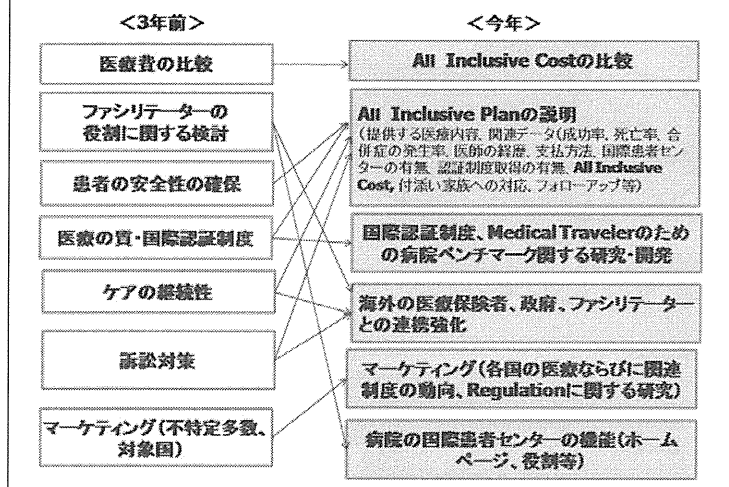 <3年前>
医療費の比較
ファシリテーターの
役割に関する検討
患者の安全性の確保
医療の質・国際認証制度
ケアの継続性
訴訟対策
マーケティング(不特定多数、
対象国)
<今年>
All Inclusive Costの比較
All Inclusive Planの説明
(提供する医療内容、関連データ(成功率、死亡率、合
併症の発生率、医師の経歴、支払方法、国際患者セン
ターの有無、認証制度取得の有無、All Inclusive
Cost, 付添い家族への対応、フォローアップ等)
国際認証制度、Medical Travelerのため
の病院ベンチマーク関する研究・開発
海外の医療保険者、政府、ファシリテーター
との連携強化
マーケティング(各国の医療ならびに関連
制度の動向、Regulationに関する研究)
病院の国際患者センターの機能(ホーム
ページ、役割等)